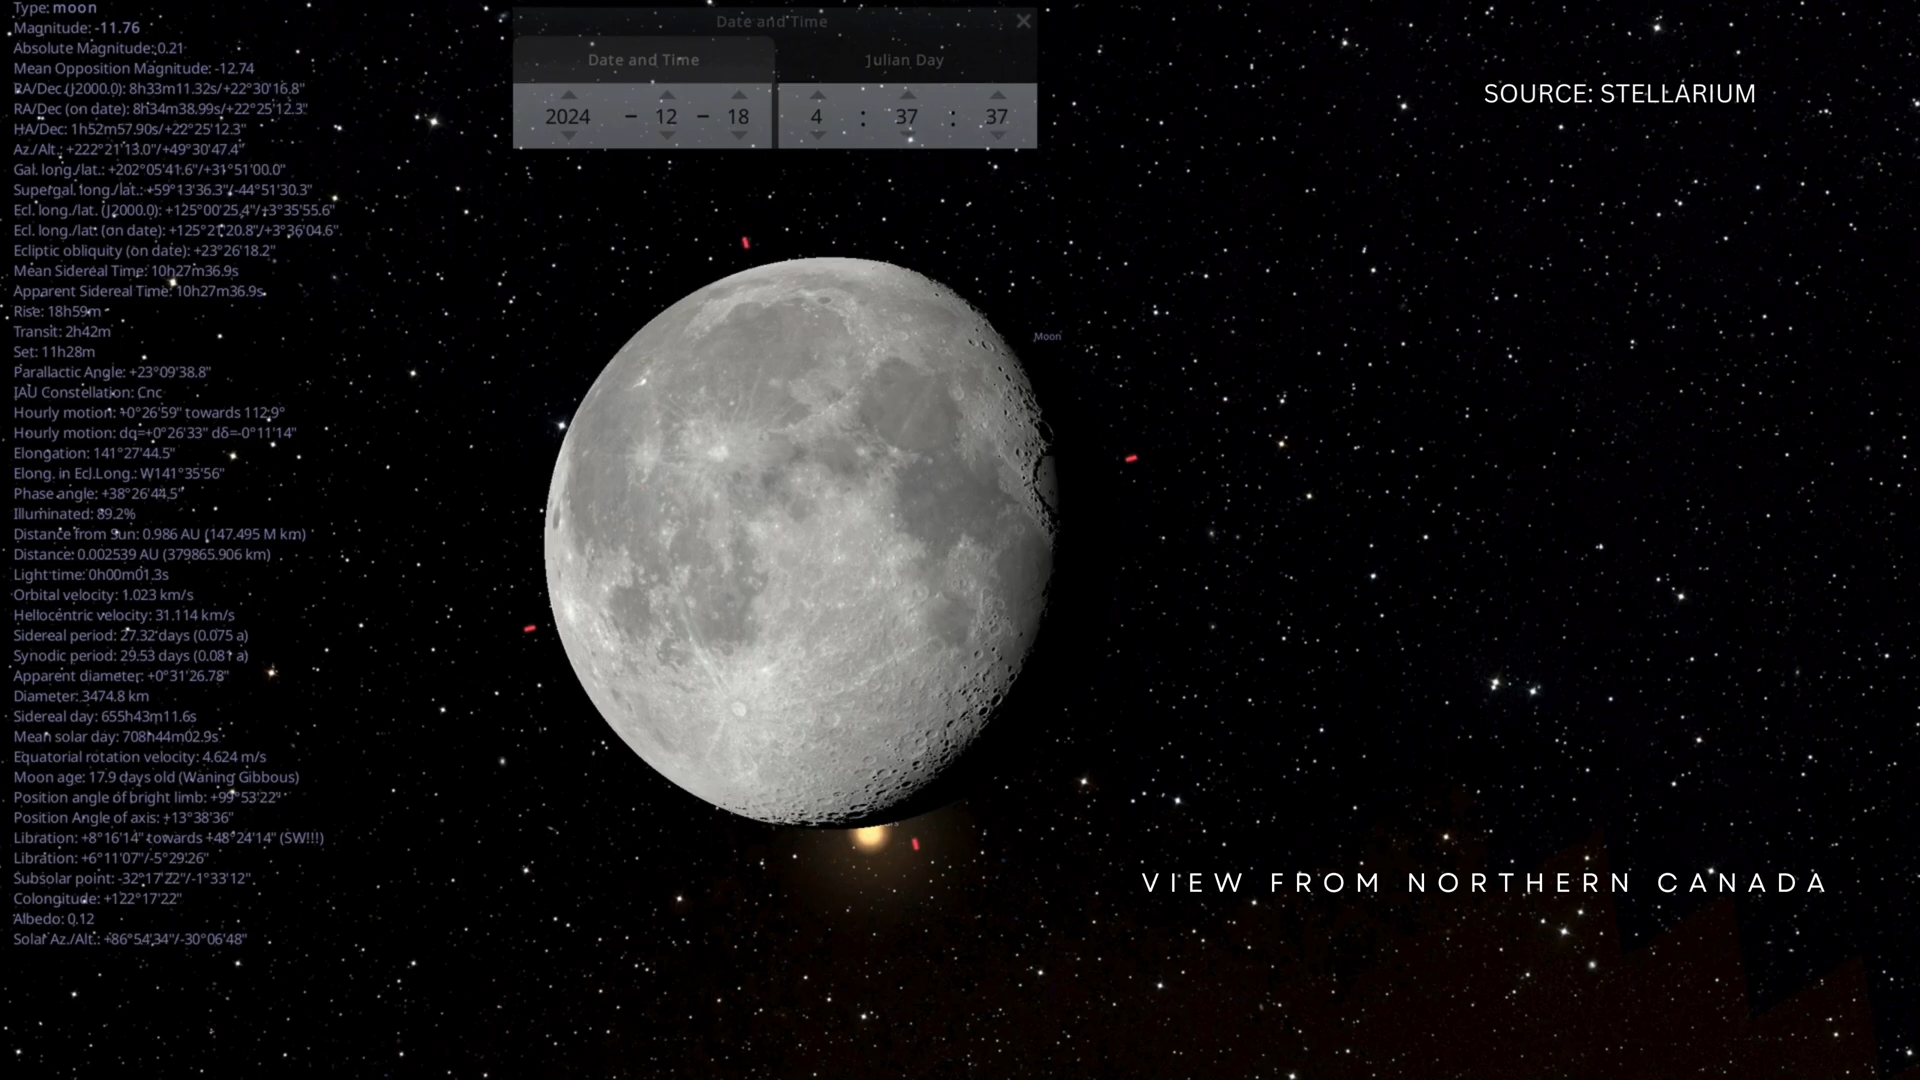 Type: moon
Magnitude: -11.76
Absolute Magnitude: 0.21
Mean Opposition Magnitude: -12.74
RA/Dec (J2000.0): 8h33m11.32s/+22°30'16.8"
RA/Dec (on date): 8h34m38.99s/+22°25'12.3"
HA/Dec: 1h52m57.90s/+22°25'12.3"
Az./Alt.: +222°21'13.0"/+49°30'47.4"
Gal. long./lat.: +202°05'41.6"/+31°51'00.0"
Supergal. long./lat.: +59°13'36.3"/-44°51'30.3"
Ecl. long./lat. (J2000.0): +125°00'25.4"/+3°35'55.6"
Ecl. long./lat. (on date): +125°21'20.8"/+3°36'04.6"
Ecliptic obliquity (on date): +23°26'18.2"
Mean Sidereal Time: 10h27m36.9s
Apparent Sidereal Time: 10h27m36.9s
Rise: 18h59m
Transit: 2h42m
Set: 11h28m
Parallactic Angle: +23°09'38.8"
IAU Constellation: Cnc
Hourly motion: +0°26'59" towards 112.9°
Hourly motion: dα=+0°26'33" dδ=-0°11'14"
Elongation: 141°27'44.5"
Elong. in Ecl.Long.: W141°35'56"
Phase angle: +38°26'44.5"
Illuminated: 89.2%
Distance from Sun: 0.986 AU (147.495 M km)
Distance: 0.002539 AU (379865.906 km)
Light time: 0h00m01.3s
Orbital velocity: 1.023 km/s
Heliocentric velocity: 31.114 km/s
Sidereal period: 27.32 days (0.075 a)
Synodic period: 29.53 days (0.081 a)
Apparent diameter: +0°31'26.78"
Diameter: 3474.8 km
Sidereal day: 655h43m11.6s
Mean solar day: 708h44m02.9s
Equatorial rotation velocity: 4.624 m/s
Moon age: 17.9 days old (Waning Gibbous)
Position angle of bright limb: +99°53'22"
Position Angle of axis: +13°38'36"
Libration: +8°16'14" towards +48°24'14" (SW!!!)
Libration: +6°11'07"/-5°29'26"
Subsolar point: -32°17'22"/-1°33'12"
Colongitude: +122°17'22"
Albedo: 0.12
Solar Az./Alt.: +86°54'34"/-30°06'48"
Date and Time
Date and Time Julian Day
2024 – 12 – 18 4 : 37 : 37
SOURCE: STELLARIUM
Moon
VIEW FROM NORTHERN CANADA